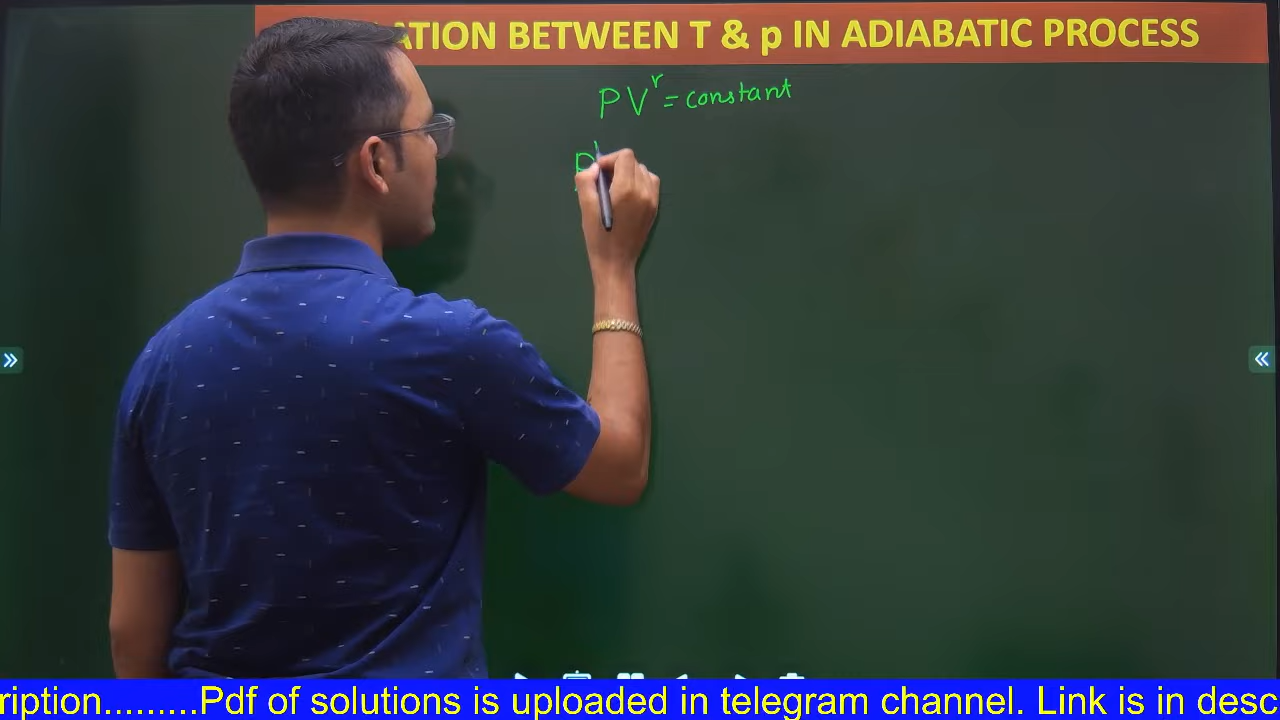 ATION BETWEEN T & p IN ADIABATIC PROCESS
PV^r = constant
P
ription.........Pdf of solutions is uploaded in telegram channel. Link is in desc